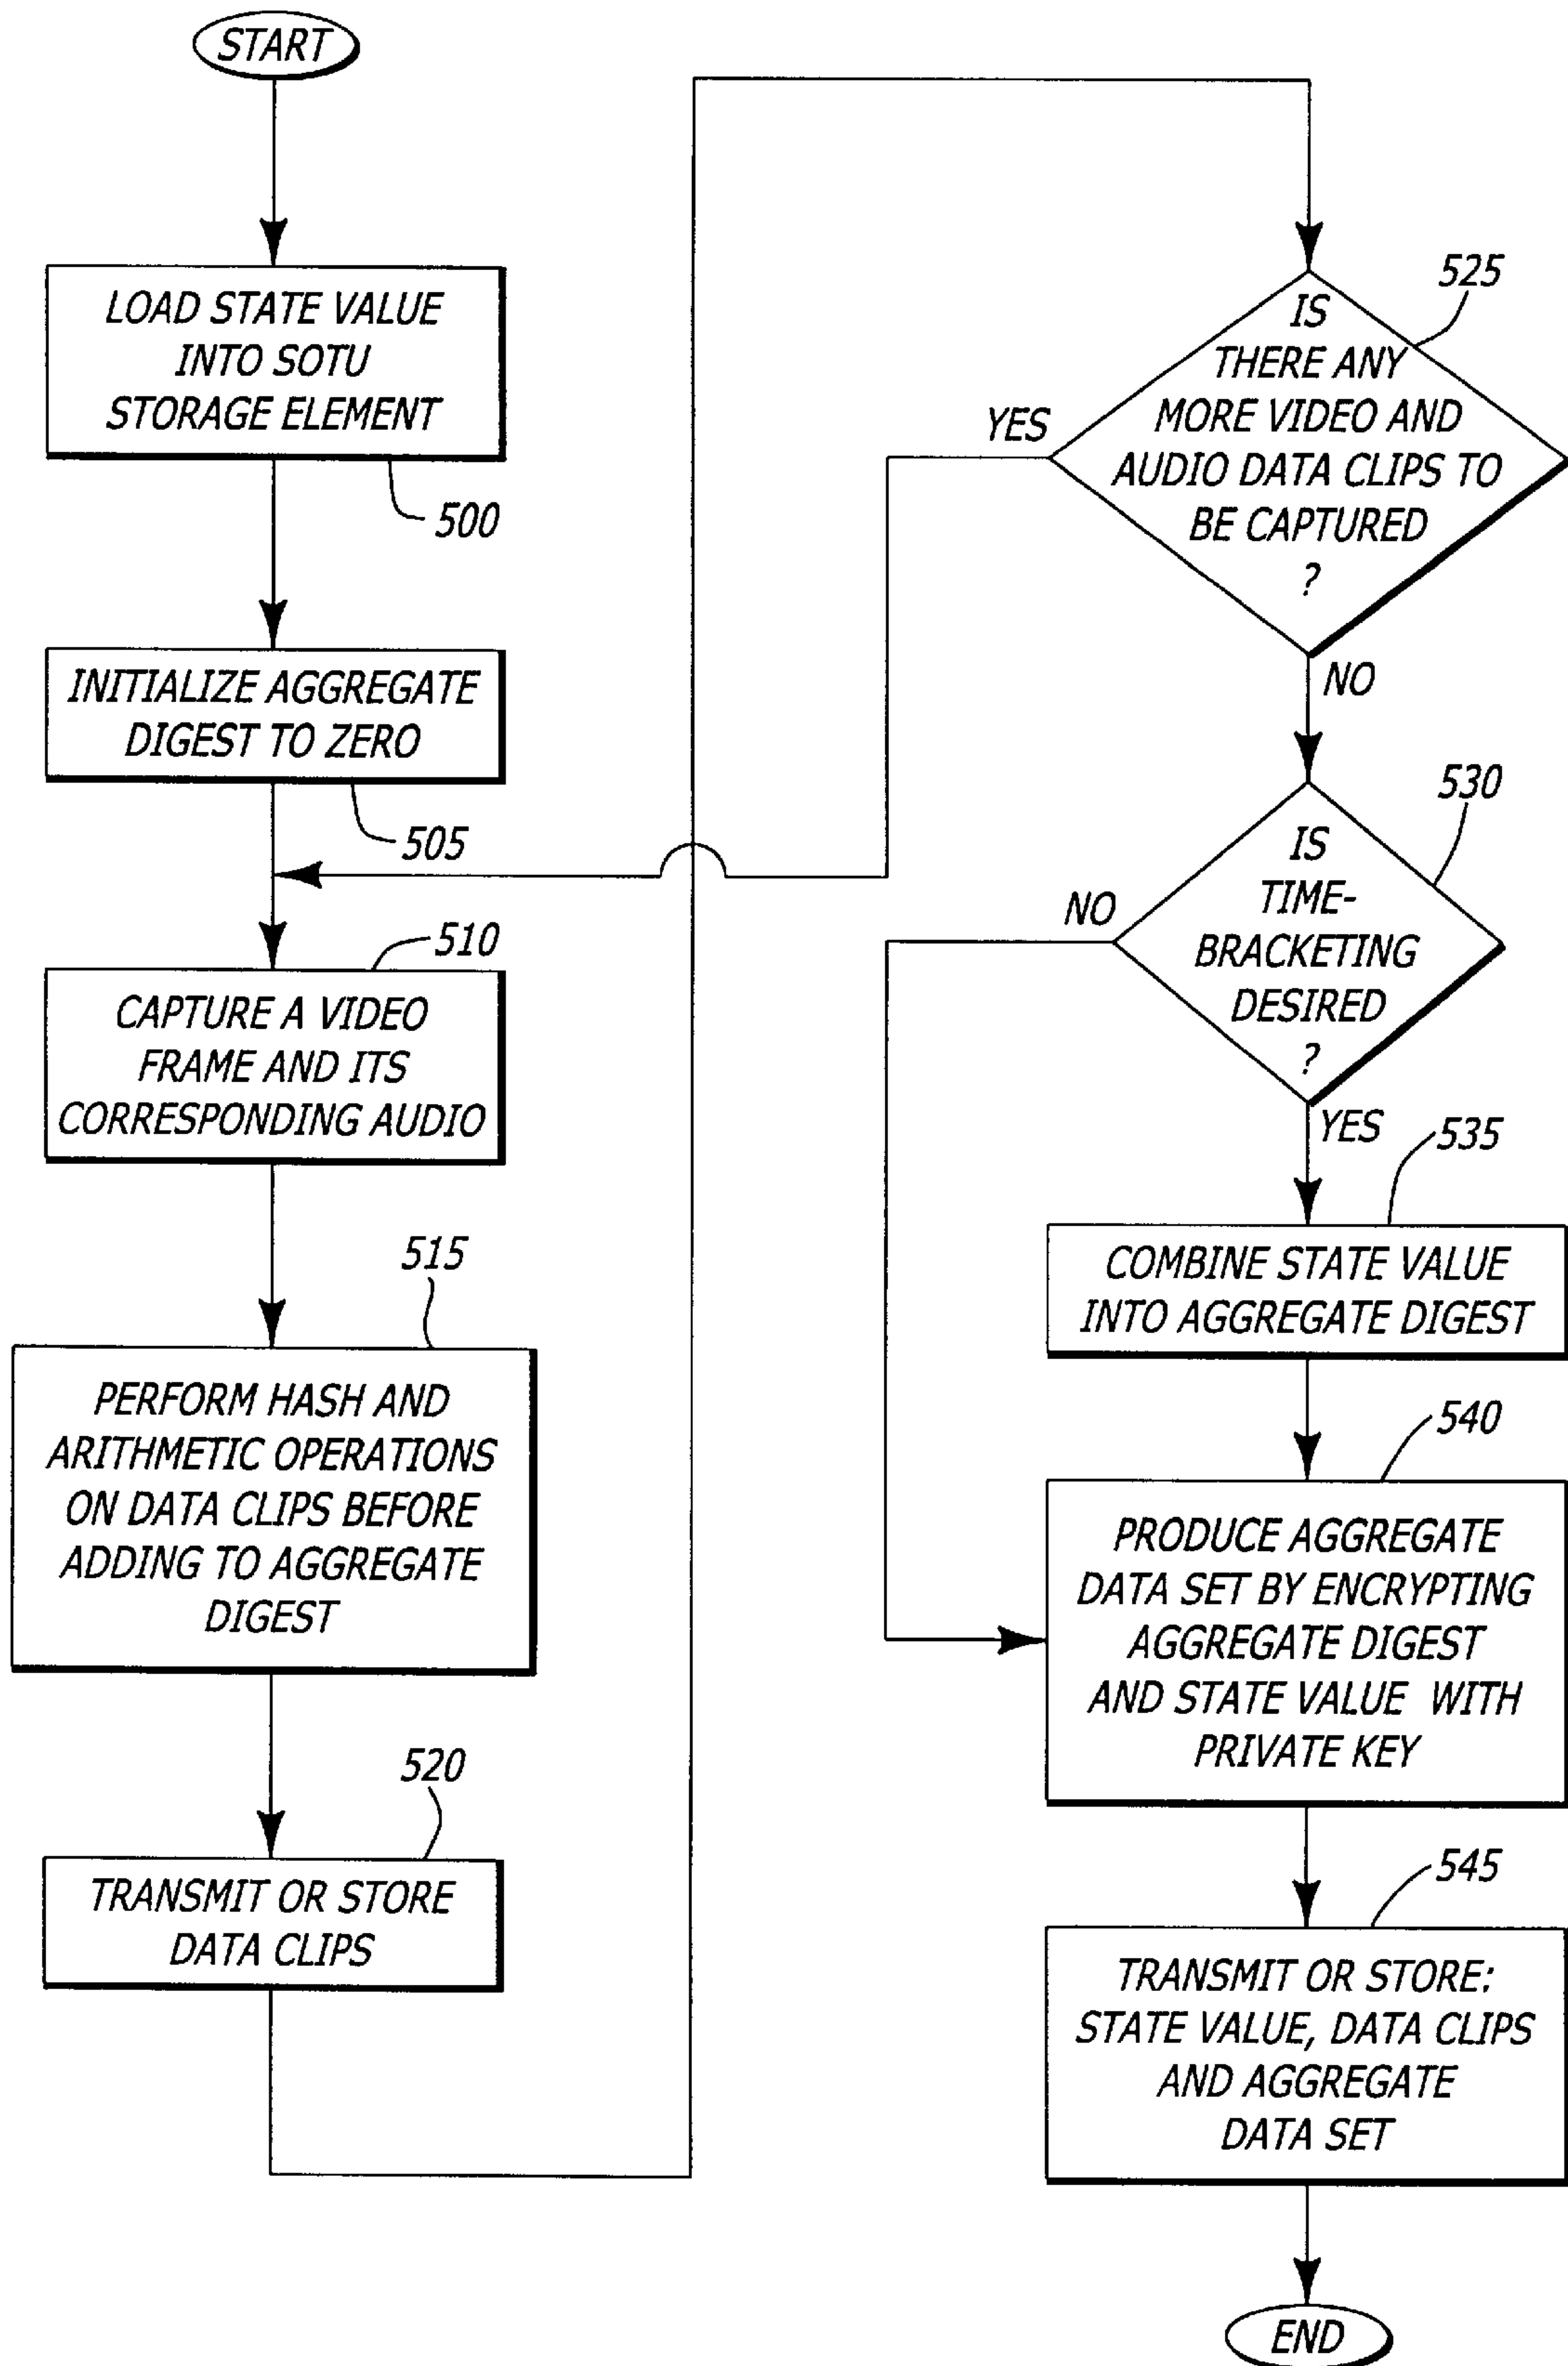 START
LOAD STATE VALUE
INTO SOTU
STORAGE ELEMENT
500
INITIALIZE AGGREGATE
DIGEST TO ZERO
505
510
CAPTURE A VIDEO
FRAME AND ITS
CORRESPONDING AUDIO
515
PERFORM HASH AND
ARITHMETIC OPERATIONS
ON DATA CLIPS BEFORE
ADDING TO AGGREGATE
DIGEST
520
TRANSMIT OR STORE
DATA CLIPS
525
IS
THERE ANY
MORE VIDEO AND
AUDIO DATA CLIPS TO
BE CAPTURED
?
YES
NO
530
IS
TIME-
BRACKETING
DESIRED
?
NO
YES
535
COMBINE STATE VALUE
INTO AGGREGATE DIGEST
540
PRODUCE AGGREGATE
DATA SET BY ENCRYPTING
AGGREGATE DIGEST
AND STATE VALUE WITH
PRIVATE KEY
545
TRANSMIT OR STORE:
STATE VALUE, DATA CLIPS
AND AGGREGATE
DATA SET
END